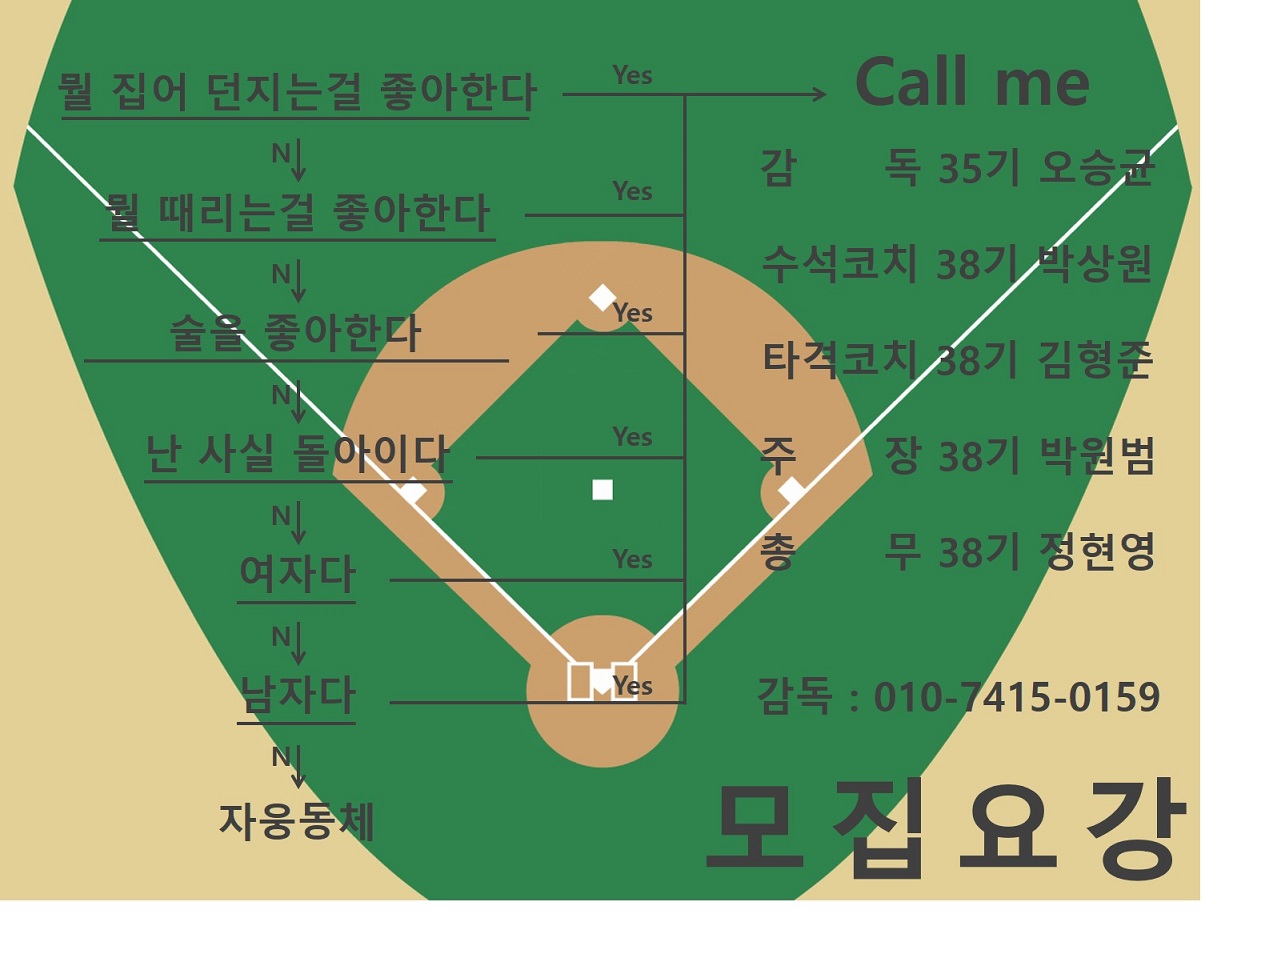 뭘 집어 던지는걸 좋아한다
Yes
Call me
N
감 독 35기 오승균
뭘 때리는걸 좋아한다
Yes
N
수석코치 38기 박상원
술을 좋아한다
Yes
N
타격코치 38기 김형준
난 사실 돌아이다
Yes
주 장 38기 박원범
N
여자다
Yes
총 무 38기 정현영
N
남자다
Yes
감독 : 010-7415-0159
N
자웅동체
모집요강